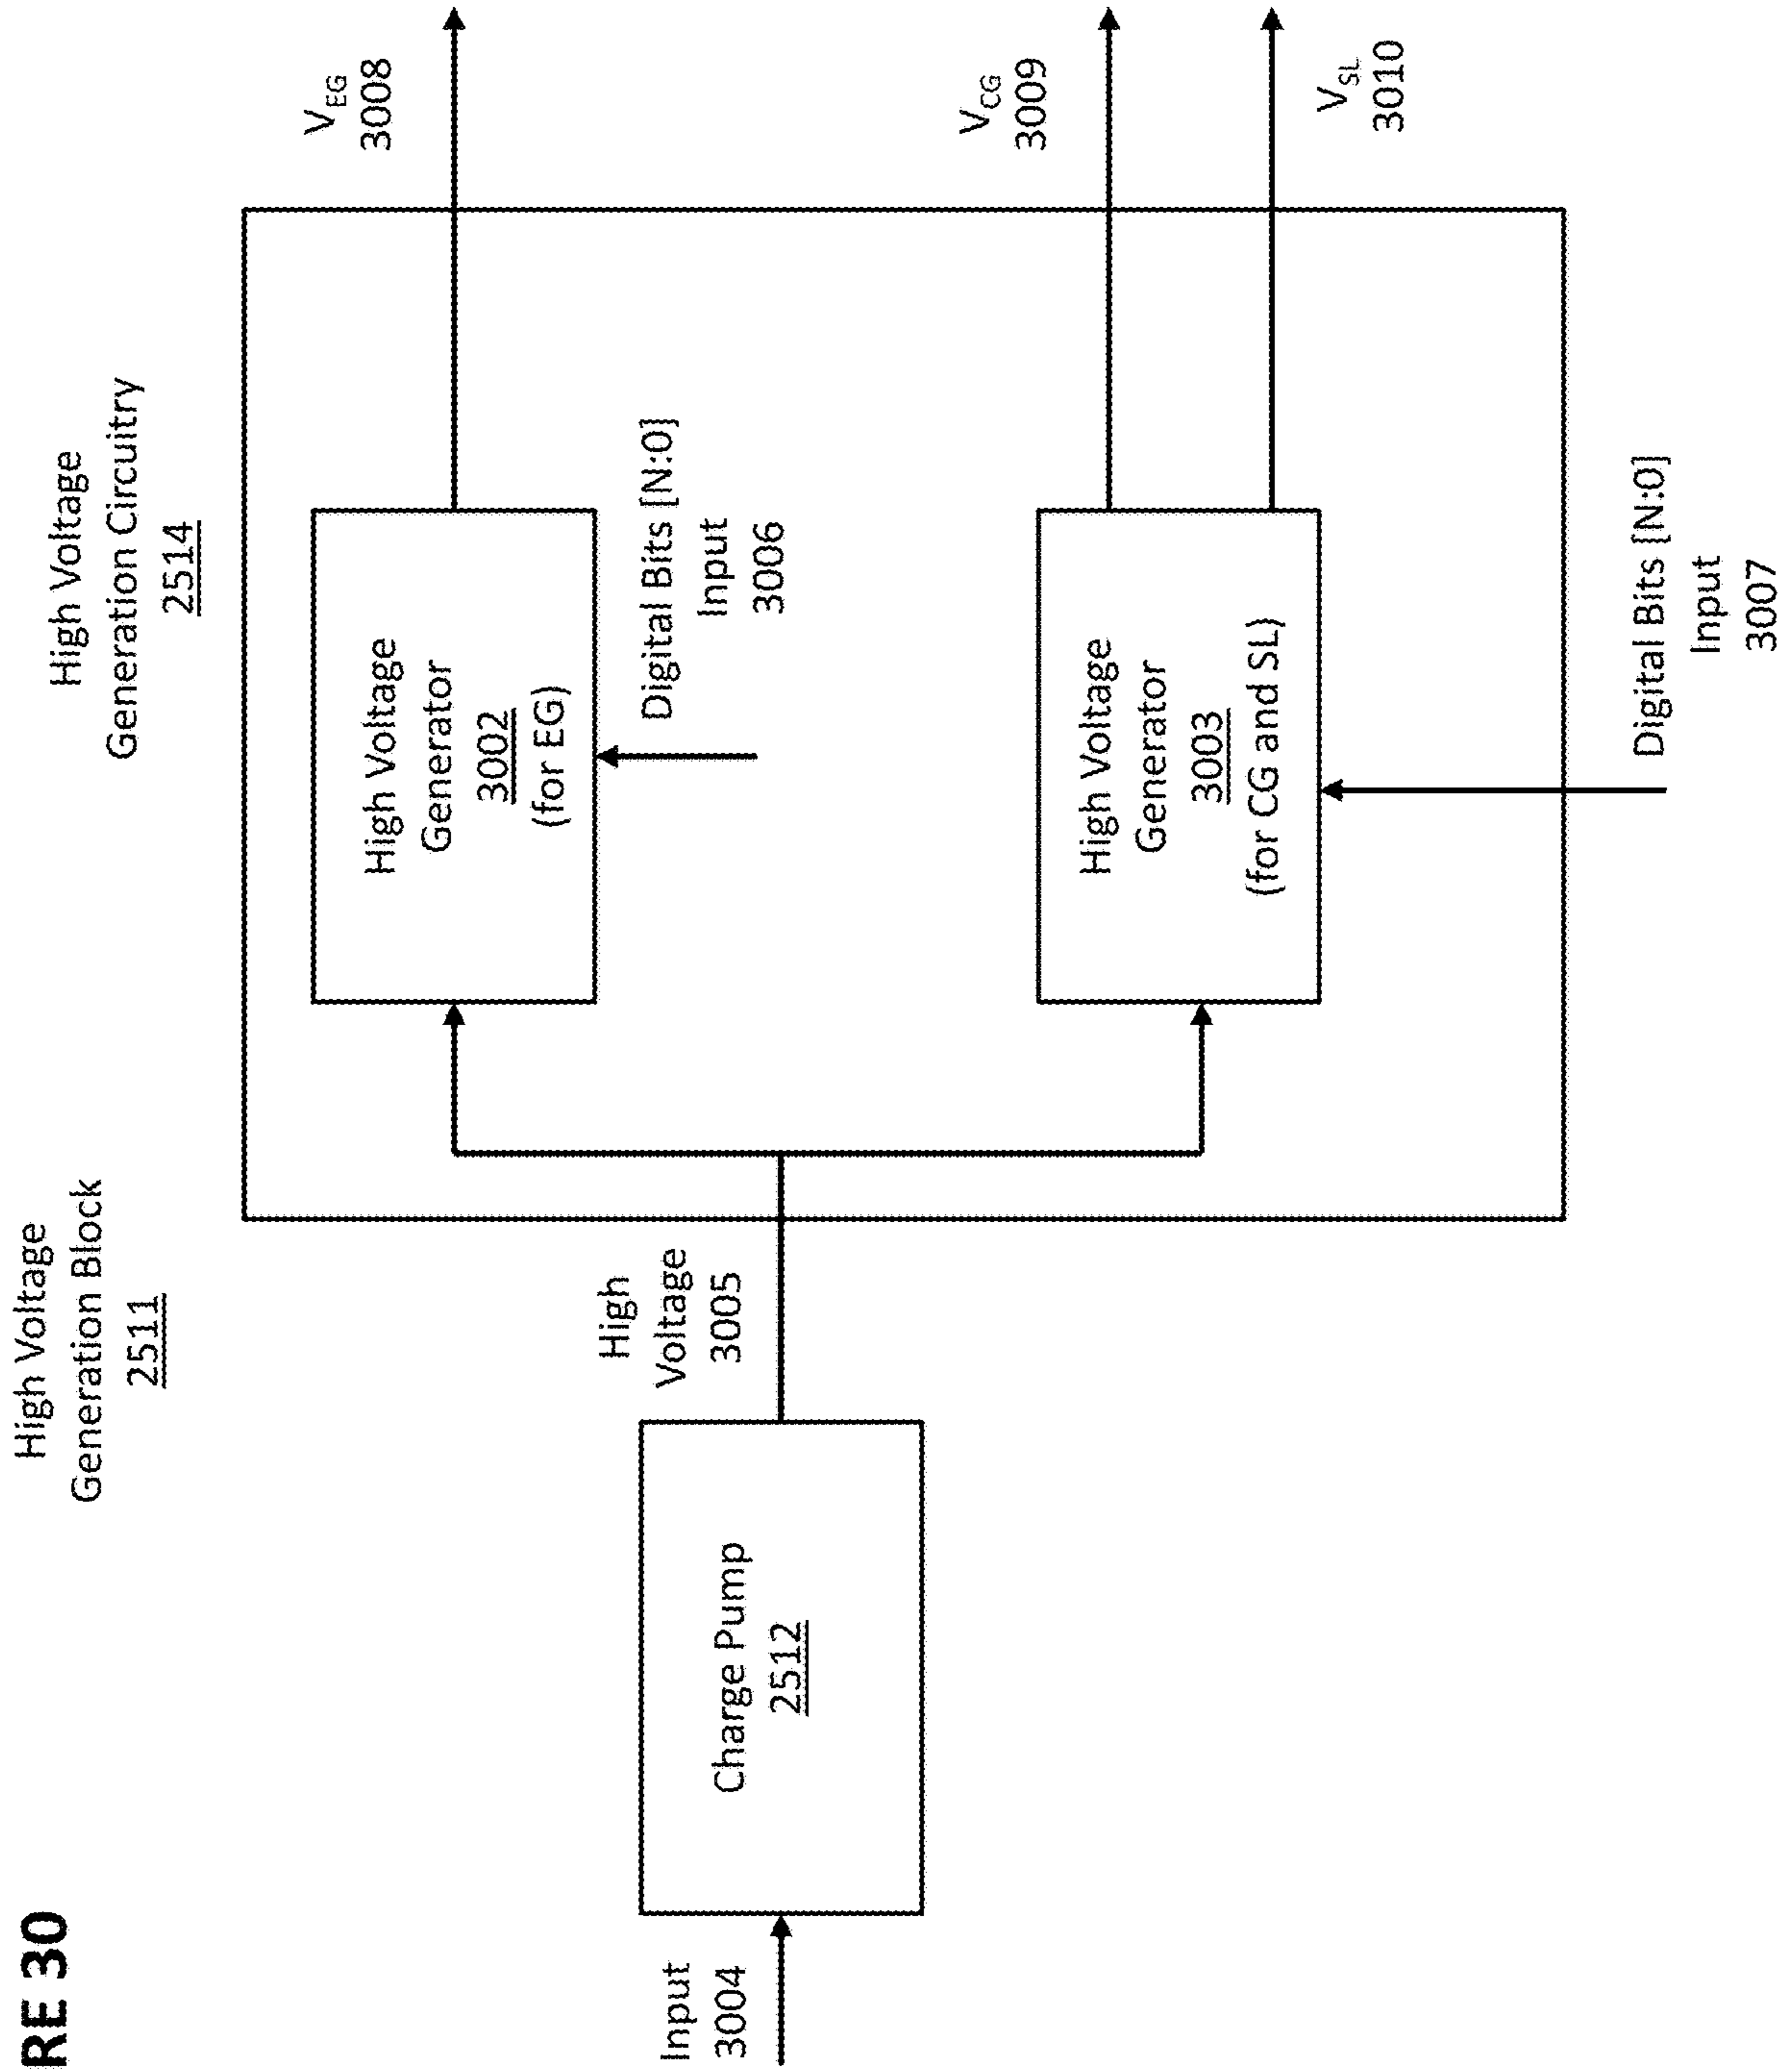 RE 30
High Voltage
Generation Block
2511
High Voltage
Generation Circuitry
2514
Input
3004
Charge Pump
2512
High
Voltage
3005
High Voltage
Generator
3002
(for EG)
Digital Bits [N:0]
Input
3006
V_EG
3008
High Voltage
Generator
3003
(for CG and SL)
V_CG
3009
V_SL
3010
Digital Bits [N:0]
Input
3007